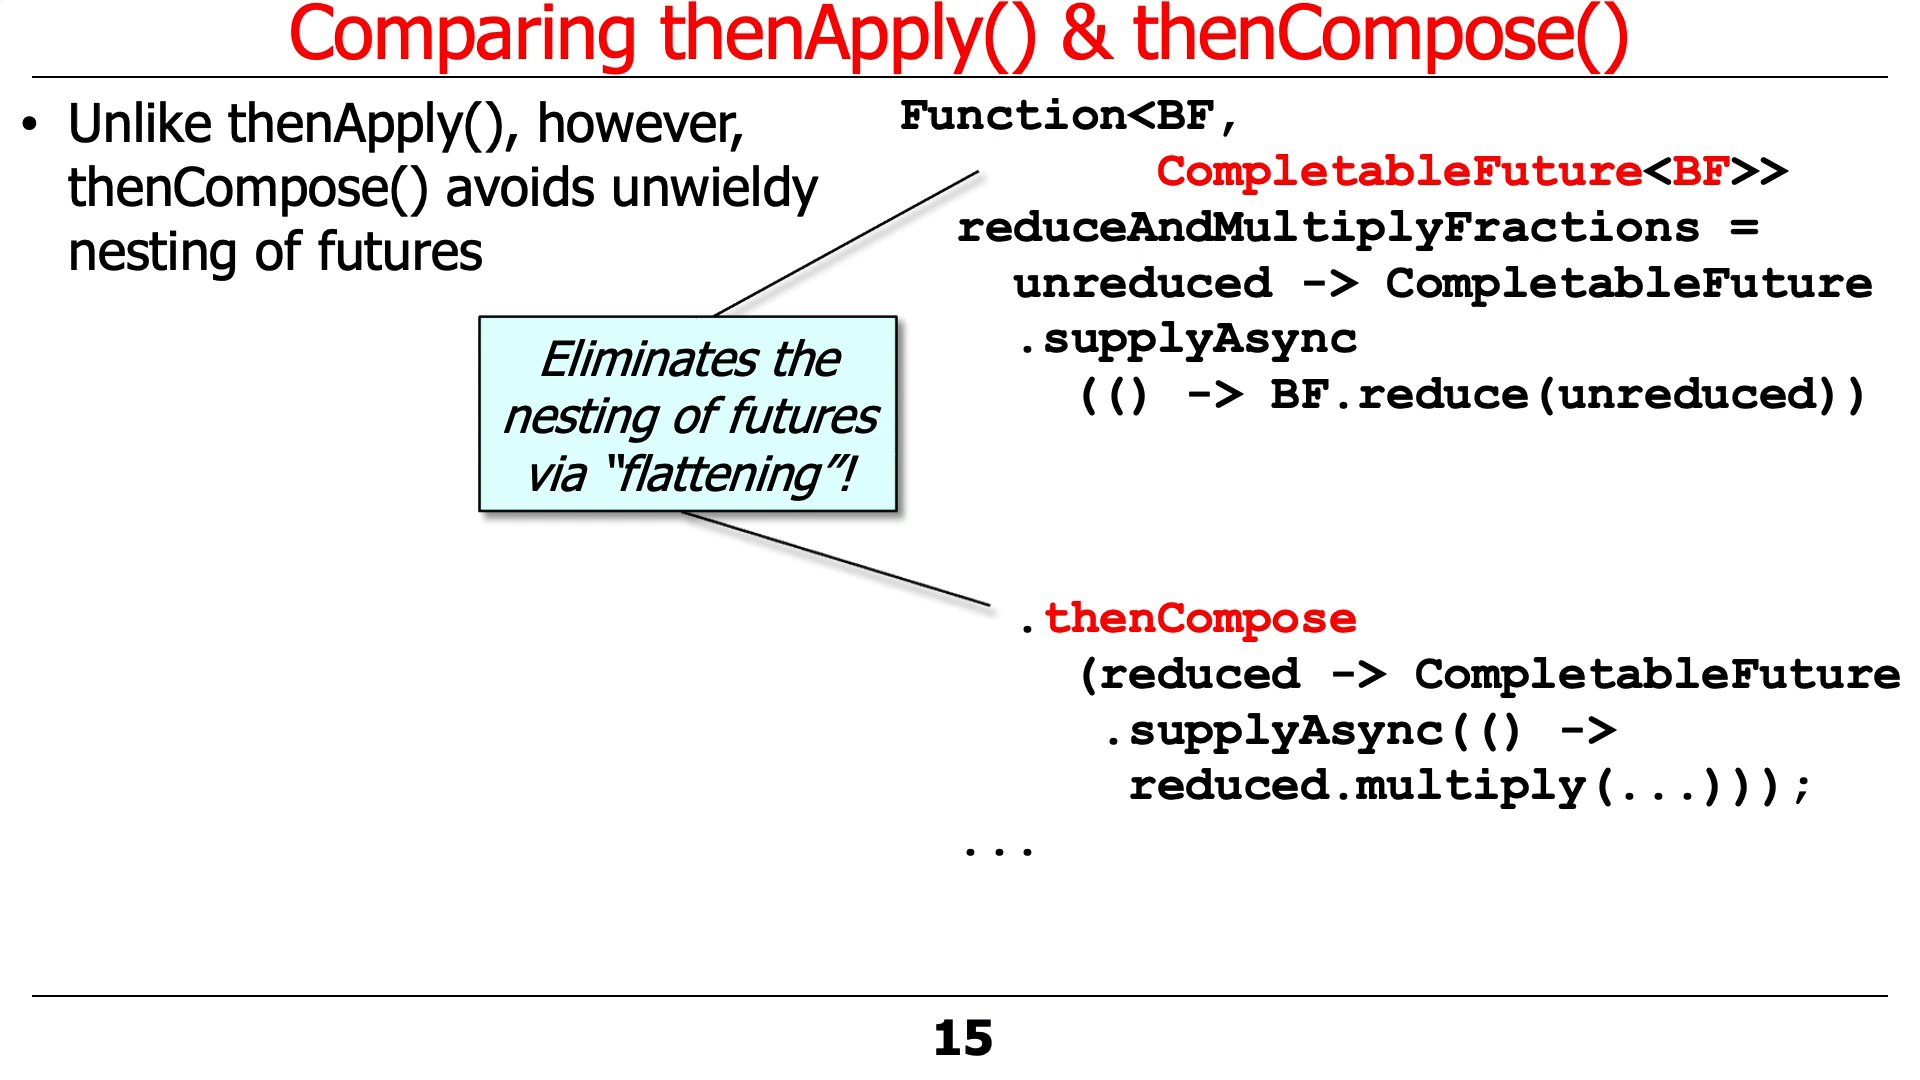 Comparing thenApply() & thenCompose()
• Unlike thenApply(), however,
thenCompose() avoids unwieldy
nesting of futures
Eliminates the
nesting of futures
via “flattening”!
Function<BF,
CompletableFuture<BF>>
reduceAndMultiplyFractions =
unreduced -> CompletableFuture
.supplyAsync
(() -> BF.reduce(unreduced))
.thenCompose
(reduced -> CompletableFuture
.supplyAsync(() ->
reduced.multiply(...)));
...
15